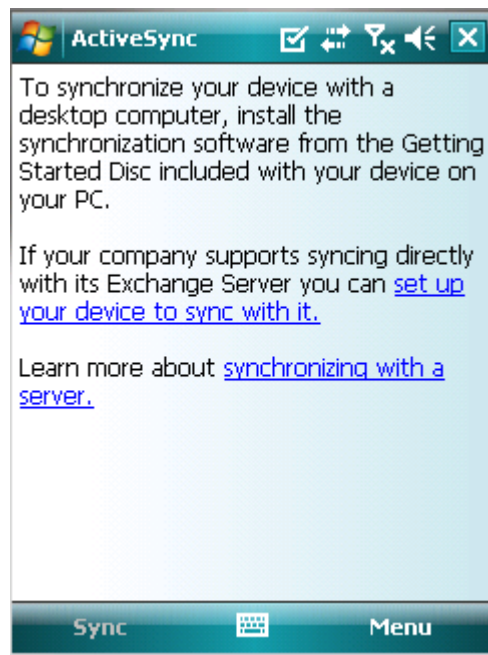 ActiveSync
To synchronize your device with a
desktop computer, install the
synchronization software from the Getting
Started Disc included with your device on
your PC.
If your company supports syncing directly
with its Exchange Server you can set up
your device to sync with it.
Learn more about synchronizing with a
server.
Sync Menu